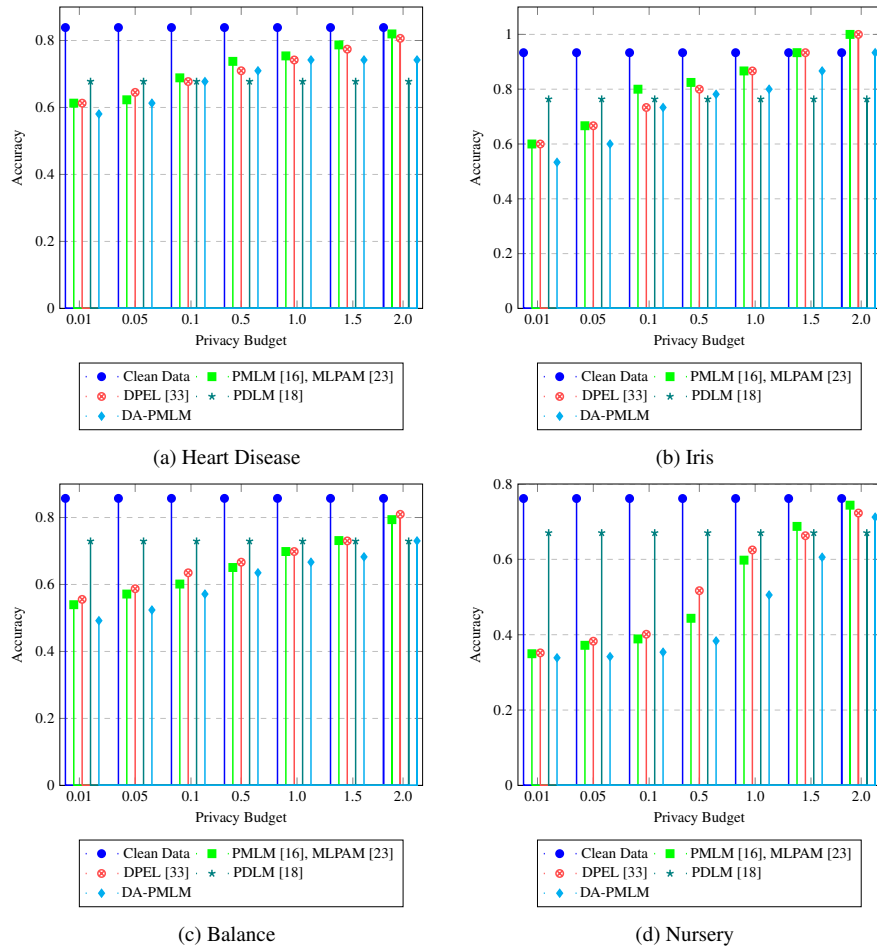 0.8
0.6
0.4
0.2
0
Accuracy
0.01 0.05 0.1 0.5 1.0 1.5 2.0
Privacy Budget
Clean Data PMLM [16], MLPAM [23]
DPEL [33] PDLM [18]
DA-PMLM
(a) Heart Disease
1
0.8
0.6
0.4
0.2
0
Accuracy
0.01 0.05 0.1 0.5 1.0 1.5 2.0
Privacy Budget
Clean Data PMLM [16], MLPAM [23]
DPEL [33] PDLM [18]
DA-PMLM
(b) Iris
0.8
0.6
0.4
0.2
0
Accuracy
0.01 0.05 0.1 0.5 1.0 1.5 2.0
Privacy Budget
Clean Data PMLM [16], MLPAM [23]
DPEL [33] PDLM [18]
DA-PMLM
(c) Balance
0.8
0.6
0.4
0.2
0
Accuracy
0.01 0.05 0.1 0.5 1.0 1.5 2.0
Privacy Budget
Clean Data PMLM [16], MLPAM [23]
DPEL [33] PDLM [18]
DA-PMLM
(d) Nursery